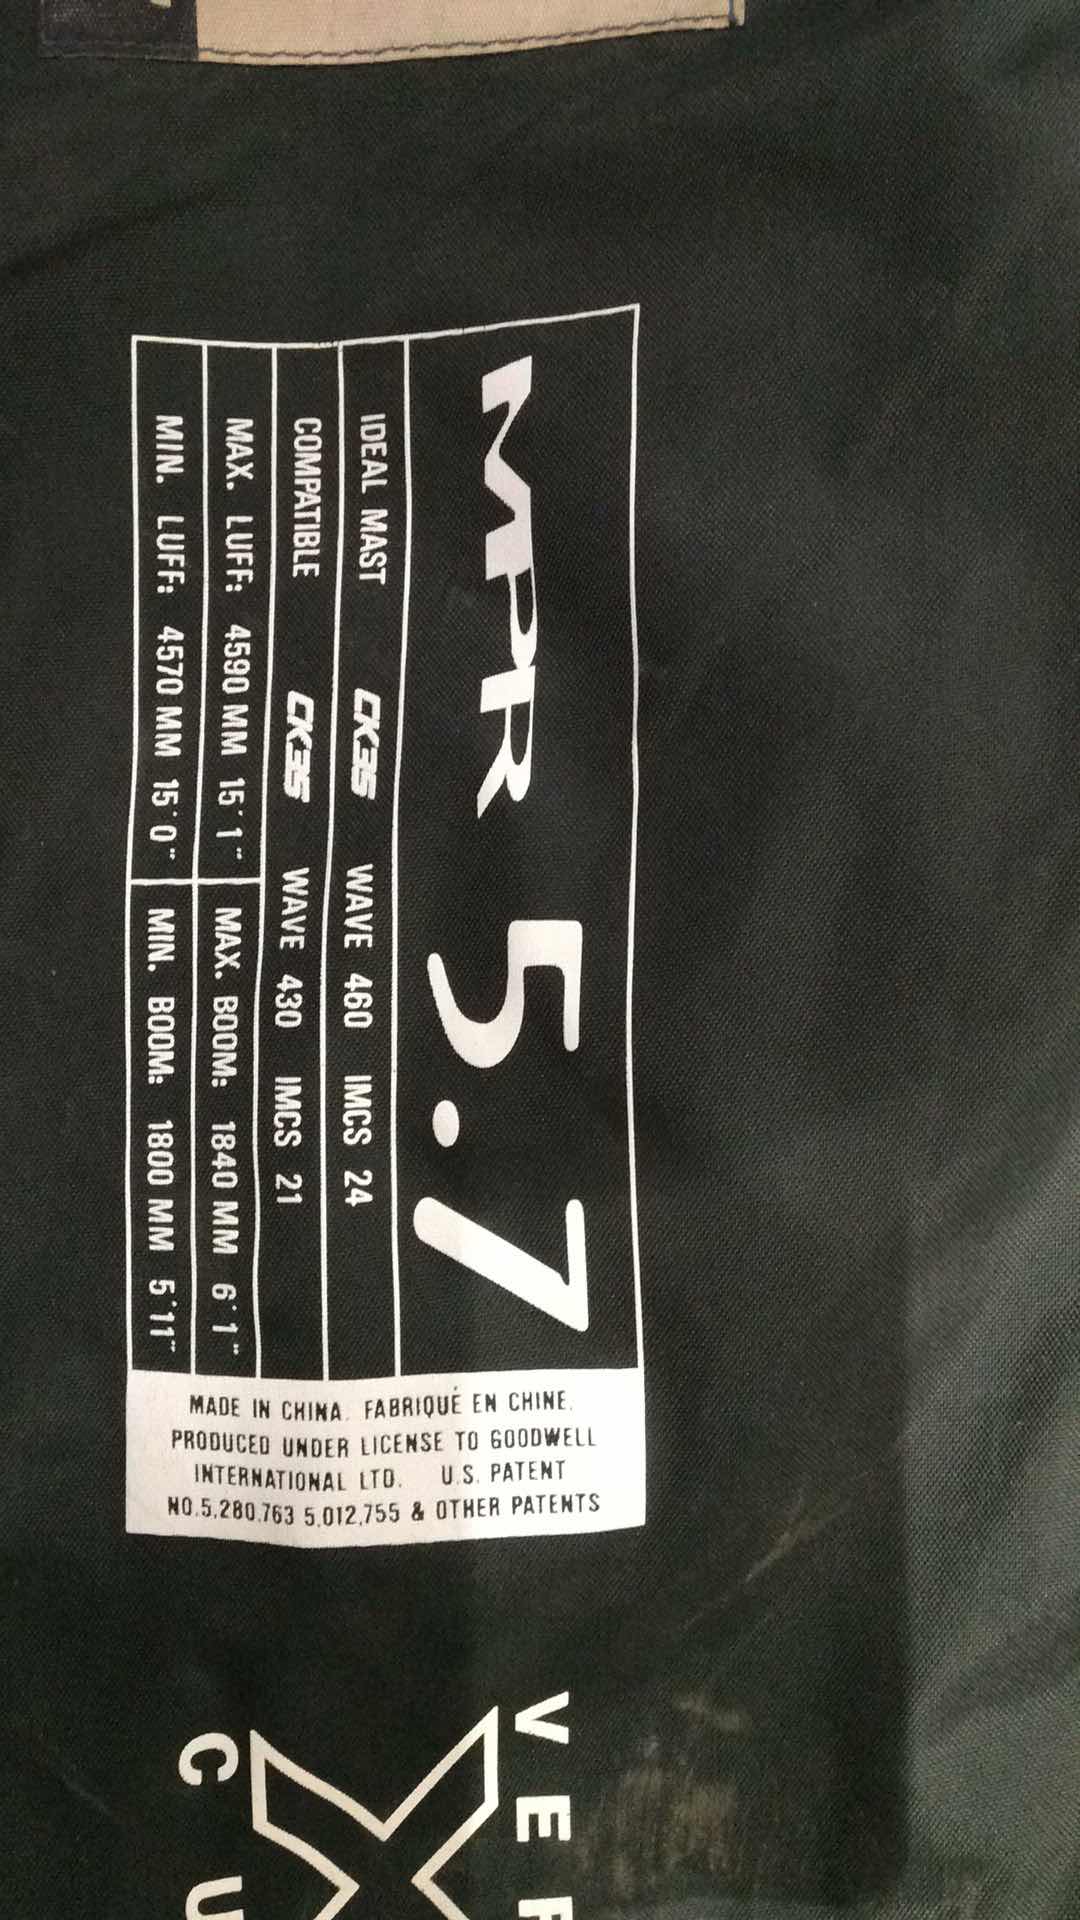 MPR 5.7
IDEAL MAST CK35 WAVE 460 IMCS 24
COMPATIBLE CK35 WAVE 430 IMCS 21
MAX. LUFF: 4590 MM 15'1" MAX. BOOM: 1840 MM 6'1"
MIN. LUFF: 4570 MM 15'0" MIN. BOOM: 1800 MM 5'11"
MADE IN CHINA. FABRIQUÉ EN CHINE.
PRODUCED UNDER LICENSE TO GOODWELL
INTERNATIONAL LTD. U.S. PATENT
NO.5,280,763 5,012,755 & OTHER PATENTS
VER
X
CU